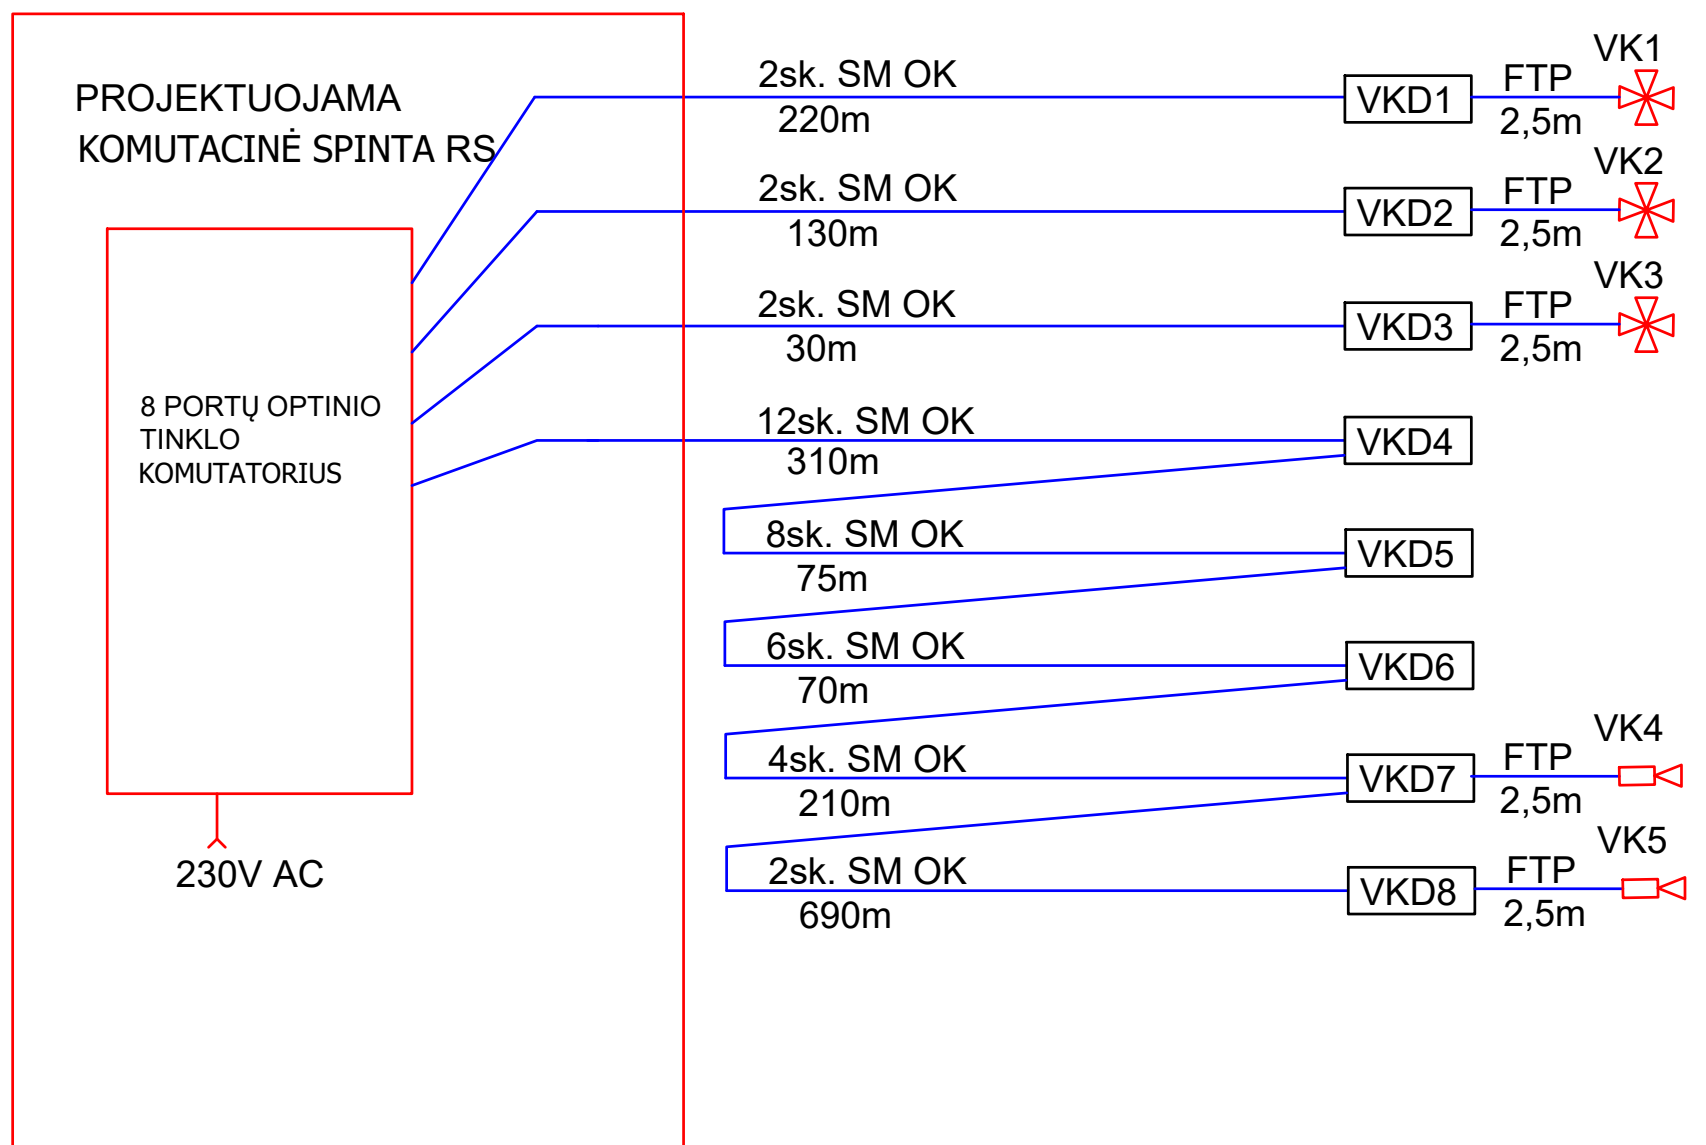 PROJEKTUOJAMA
KOMUTACINĖ SPINTA RS
8 PORTŲ OPTINIO
TINKLO
KOMUTATORIUS
230V AC
2sk. SM OK
220m
VKD1
FTP
2,5m
VK1
2sk. SM OK
130m
VKD2
FTP
2,5m
VK2
2sk. SM OK
30m
VKD3
FTP
2,5m
VK3
12sk. SM OK
310m
VKD4
8sk. SM OK
75m
VKD5
6sk. SM OK
70m
VKD6
4sk. SM OK
210m
VKD7
FTP
2,5m
VK4
2sk. SM OK
690m
VKD8
FTP
2,5m
VK5